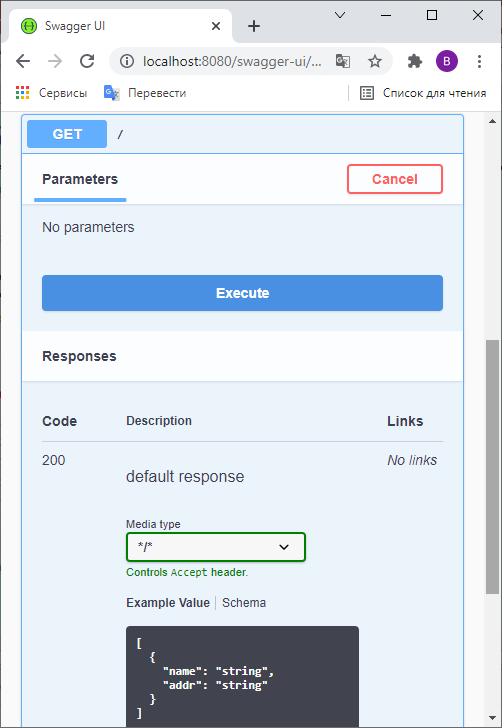 Swagger UI
localhost:8080/swagger-ui/...
B
Сервисы
Перевести
Список для чтения
GET /
Parameters
Cancel
No parameters
Execute
Responses
Code Description Links
200
default response
No links
Media type
*/*
Controls Accept header.
Example Value Schema
[
{
"name": "string",
"addr": "string"
}
]